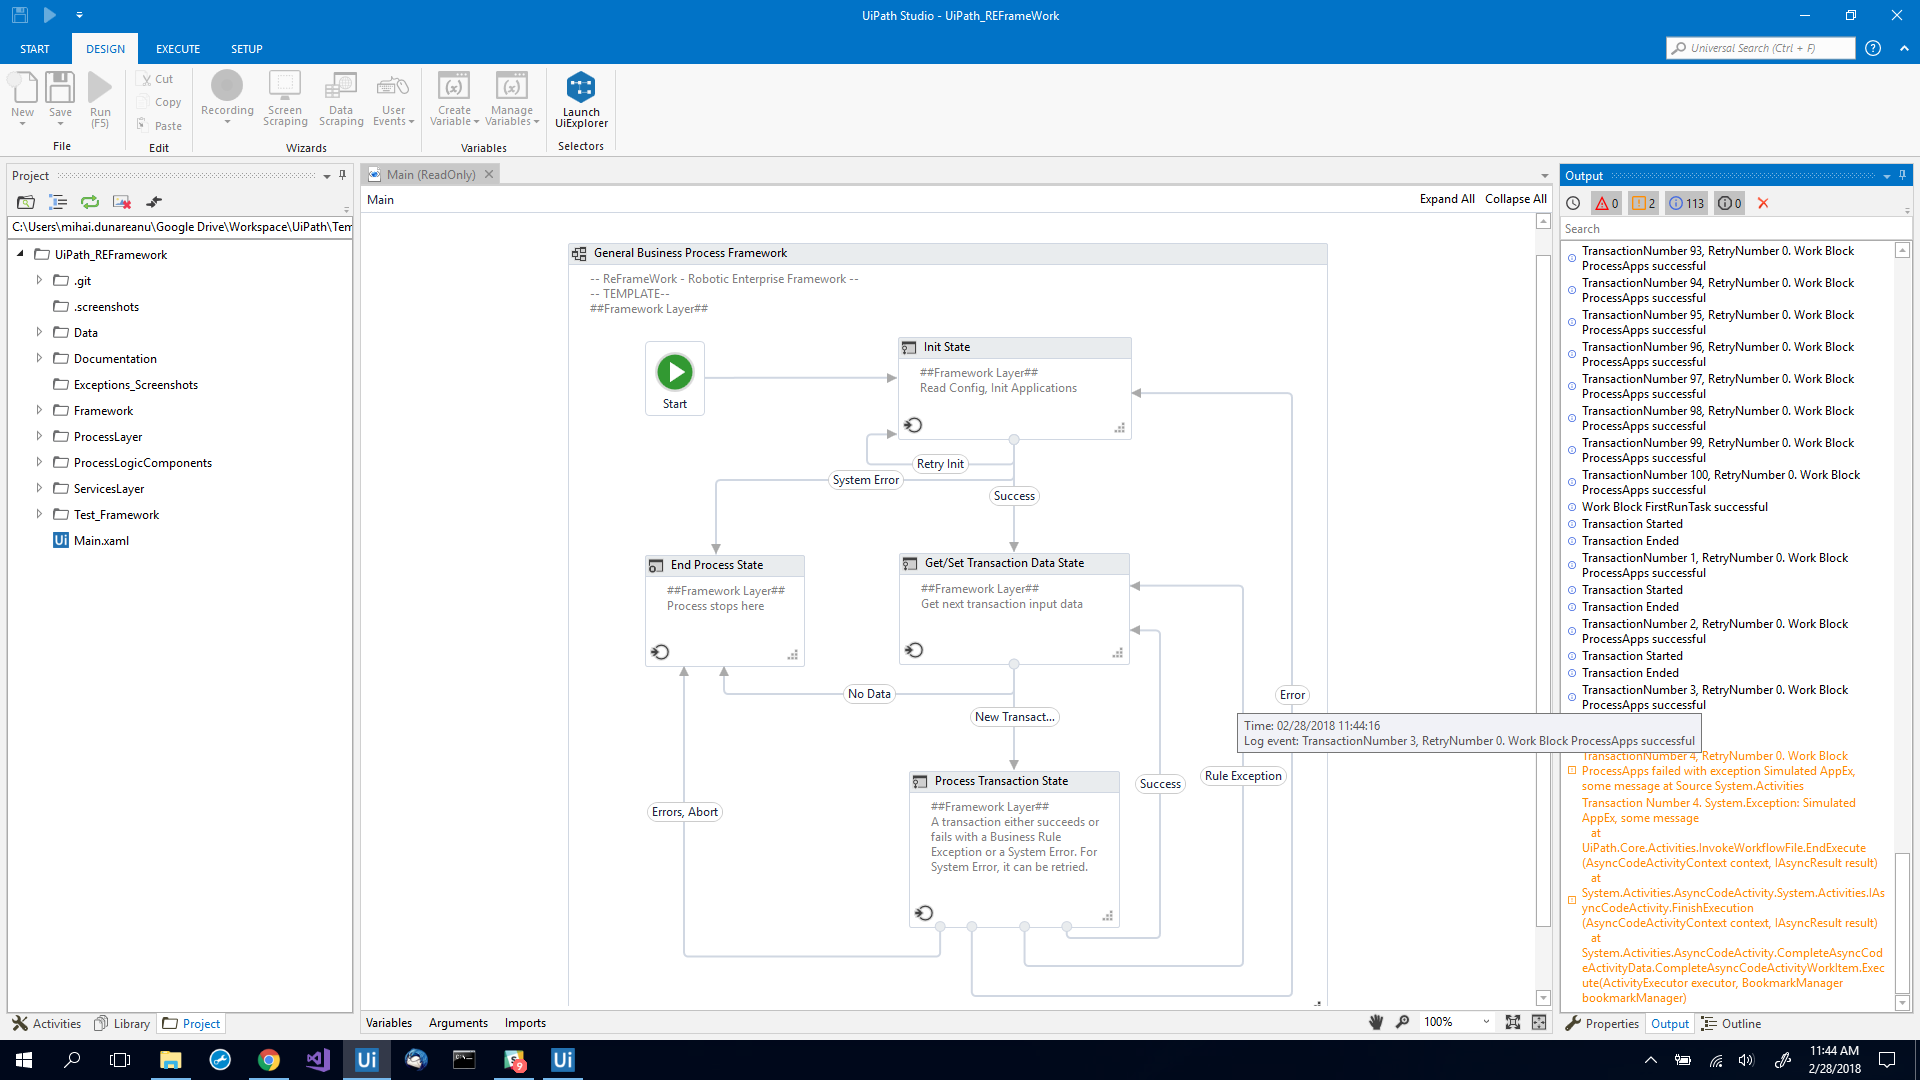 UiPath Studio - UiPath_REFrameWork
START
DESIGN
EXECUTE
SETUP
Universal Search (Ctrl + F)
New
Save
Run
(F5)
Cut
Copy
Paste
Recording
Screen
Scraping
Data
Scraping
User
Events
Create
Variable
Manage
Variables
Launch
UiExplorer
File
Edit
Wizards
Variables
Selectors
Project
C:\Users\mihai.dunareanu\Google Drive\Workspace\UiPath\Tem
UiPath_REFramework
.git
.screenshots
Data
Documentation
Exceptions_Screenshots
Framework
ProcessLayer
ProcessLogicComponents
ServicesLayer
Test_Framework
Main.xaml
Activities
Library
Project
Main (ReadOnly)
Main
Expand All
Collapse All
General Business Process Framework
-- ReFrameWork - Robotic Enterprise Framework --
-- TEMPLATE--
##Framework Layer##
Start
Init State
##Framework Layer##
Read Config, Init Applications
Retry Init
System Error
Success
End Process State
##Framework Layer##
Process stops here
Get/Set Transaction Data State
##Framework Layer##
Get next transaction input data
No Data
New Transact...
Error
Process Transaction State
##Framework Layer##
A transaction either succeeds or
fails with a Business Rule
Exception or a System Error. For
System Error, it can be retried.
Success
Rule Exception
Errors, Abort
Variables
Arguments
Imports
100%
Output
0
2
113
0
Search
TransactionNumber 93, RetryNumber 0. Work Block
ProcessApps successful
TransactionNumber 94, RetryNumber 0. Work Block
ProcessApps successful
TransactionNumber 95, RetryNumber 0. Work Block
ProcessApps successful
TransactionNumber 96, RetryNumber 0. Work Block
ProcessApps successful
TransactionNumber 97, RetryNumber 0. Work Block
ProcessApps successful
TransactionNumber 98, RetryNumber 0. Work Block
ProcessApps successful
TransactionNumber 99, RetryNumber 0. Work Block
ProcessApps successful
TransactionNumber 100, RetryNumber 0. Work Block
ProcessApps successful
Work Block FirstRunTask successful
Transaction Started
Transaction Ended
TransactionNumber 1, RetryNumber 0. Work Block
ProcessApps successful
Transaction Started
Transaction Ended
TransactionNumber 2, RetryNumber 0. Work Block
ProcessApps successful
Transaction Started
Transaction Ended
TransactionNumber 3, RetryNumber 0. Work Block
ProcessApps successful
Time: 02/28/2018 11:44:16
Log event: TransactionNumber 3, RetryNumber 0. Work Block ProcessApps successful
TransactionNumber 4, RetryNumber 0. Work Block
ProcessApps failed with exception Simulated AppEx,
some message at Source System.Activities
Transaction Number 4. System.Exception: Simulated
AppEx, some message
at
UiPath.Core.Activities.InvokeWorkflowFile.EndExecute
(AsyncCodeActivityContext context, IAsyncResult result)
at
System.Activities.AsyncCodeActivity.System.Activities.IAs
yncCodeActivity.FinishExecution
(AsyncCodeActivityContext context, IAsyncResult result)
at
System.Activities.AsyncCodeActivity.CompleteAsyncCod
eActivityData.CompleteAsyncCodeActivityWorkItem.Exec
ute(ActivityExecutor executor, BookmarkManager
bookmarkManager)
Properties
Output
Outline
Ui
9
Ui
11:44 AM
2/28/2018